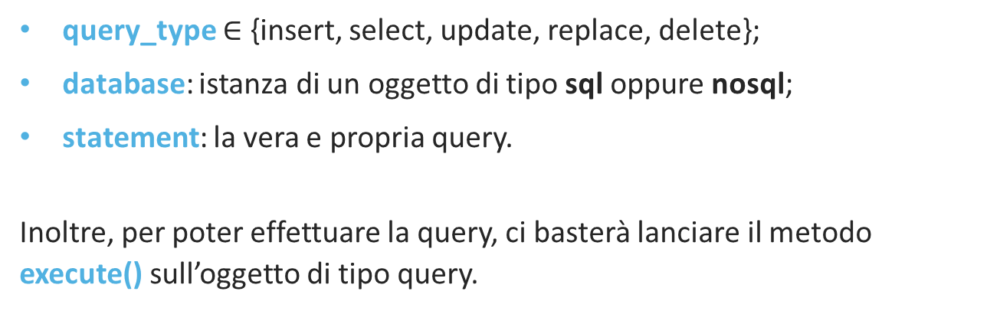 • query_type ∈ {insert, select, update, replace, delete};
• database: istanza di un oggetto di tipo sql oppure nosql;
• statement: la vera e propria query.
Inoltre, per poter effettuare la query, ci basterà lanciare il metodo
execute() sull’oggetto di tipo query.